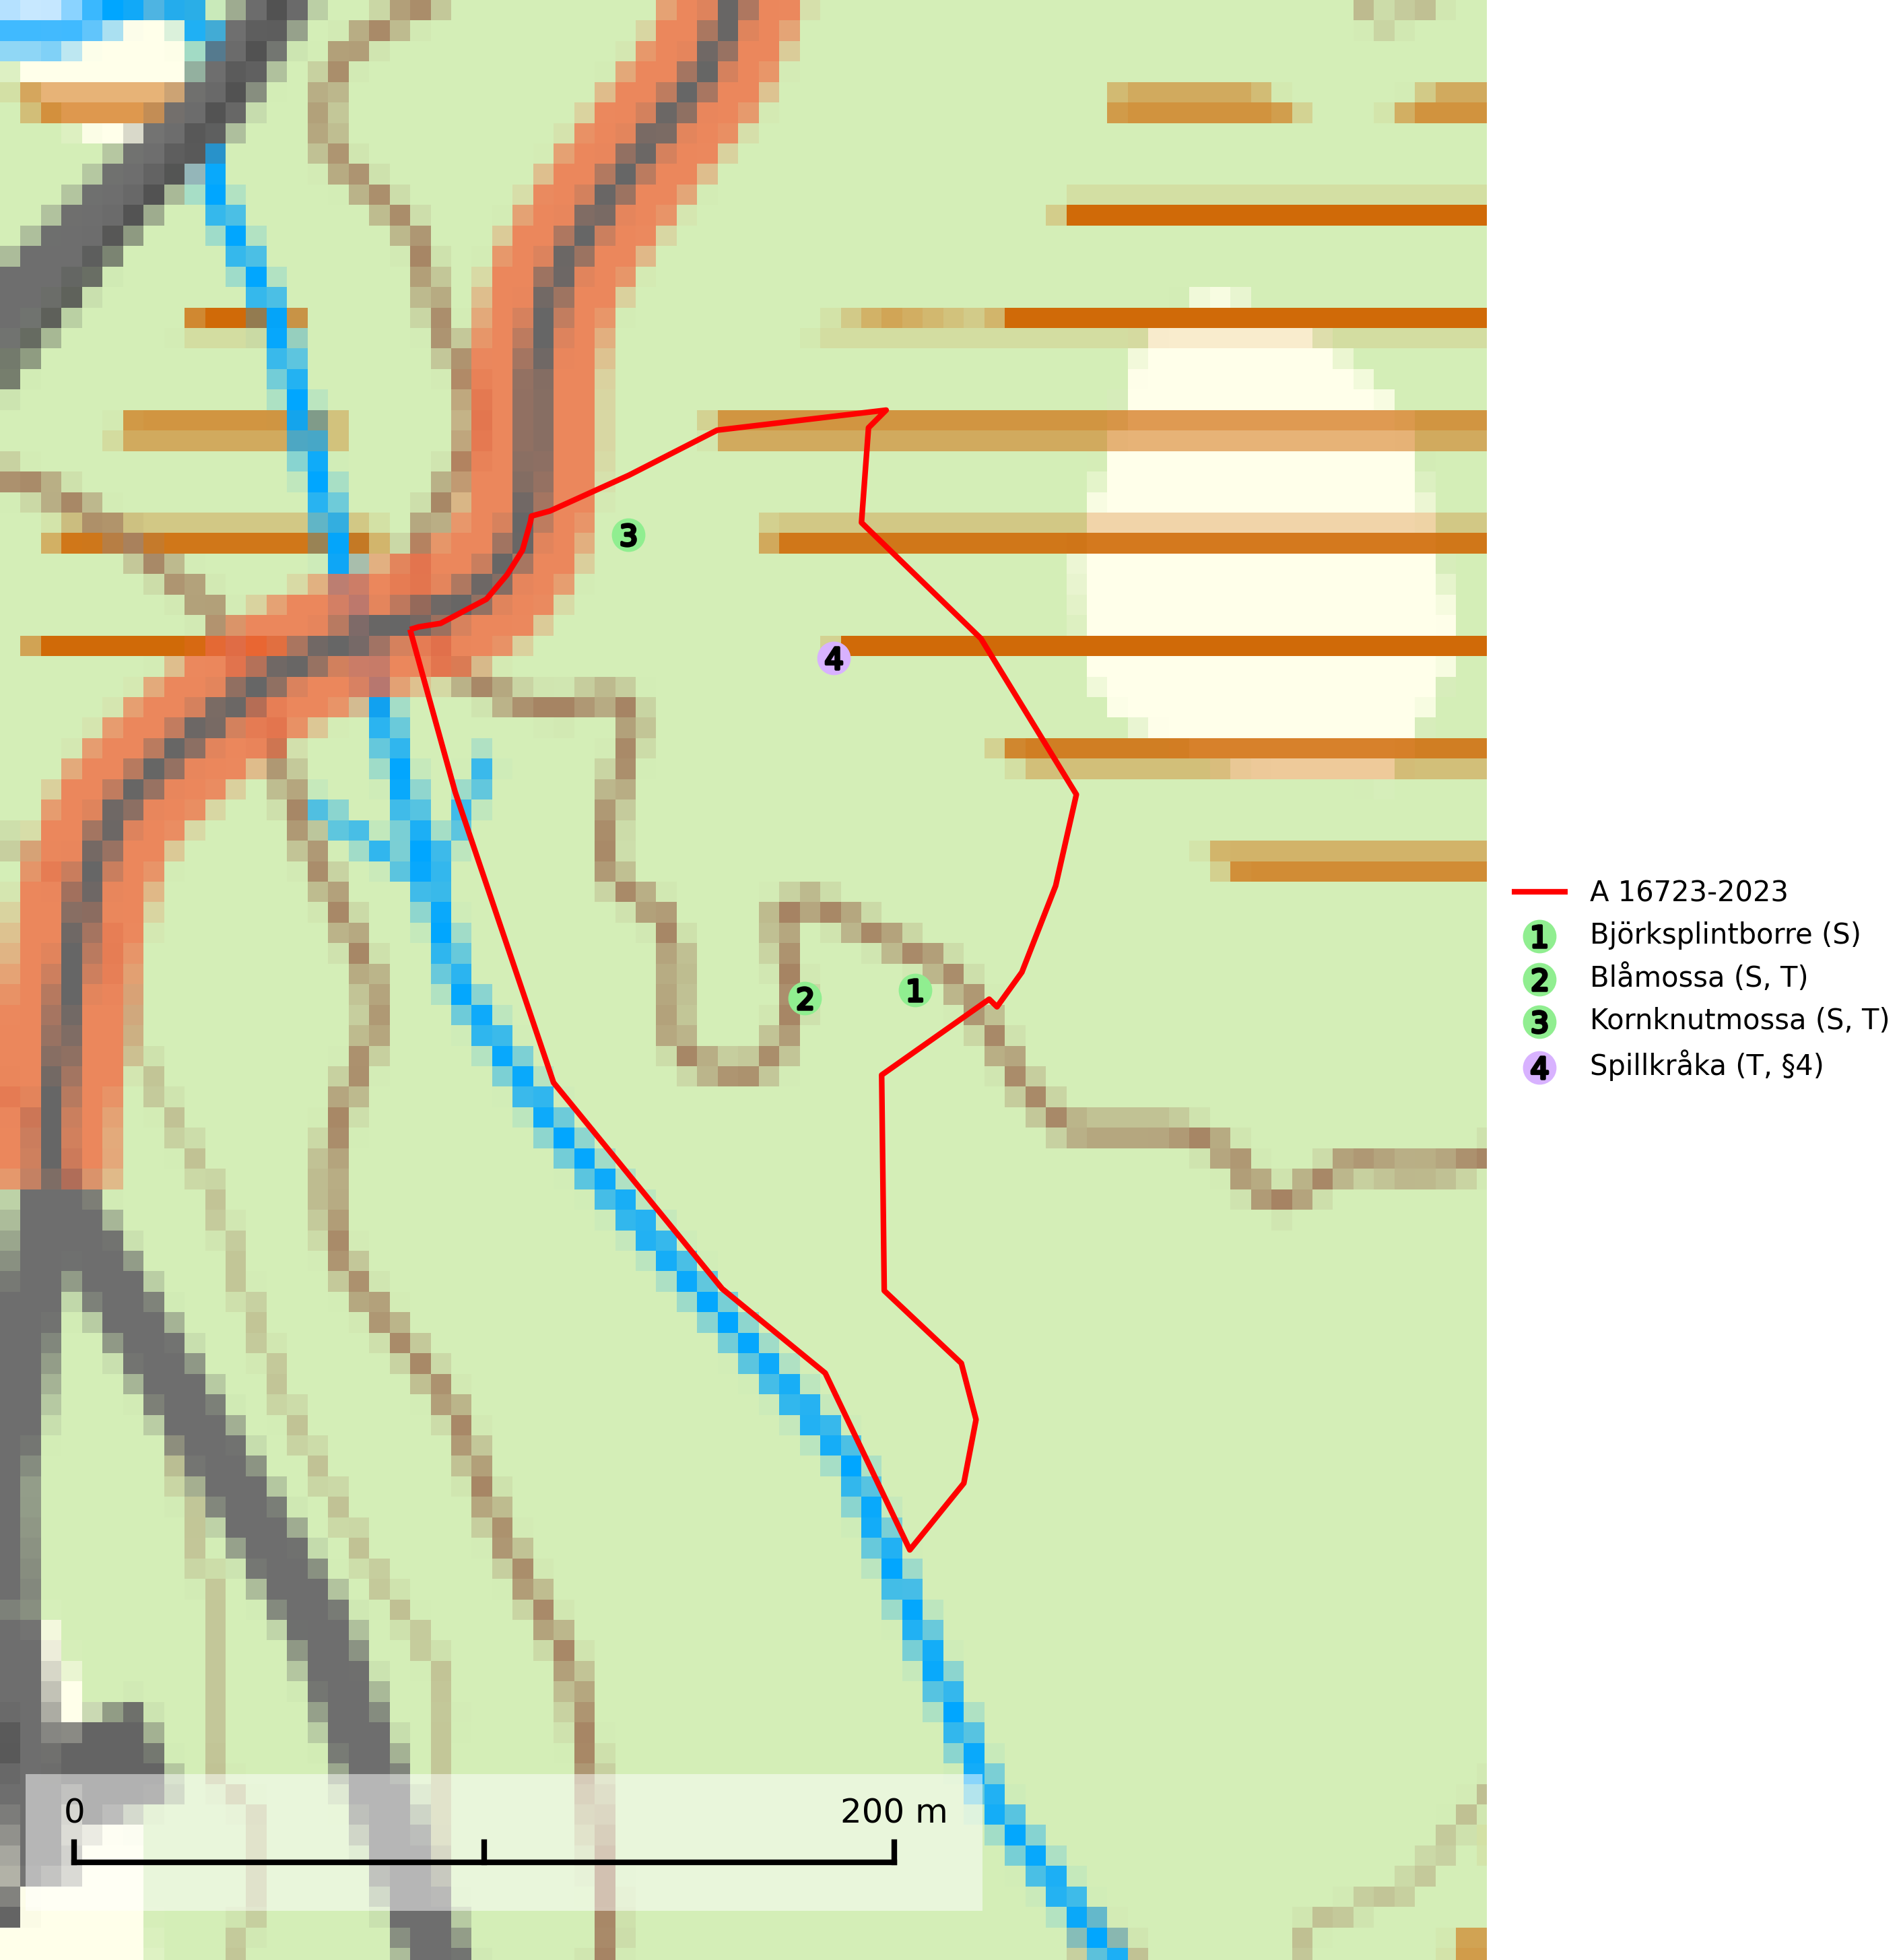 3
4
2
1
A 16723-2023
1 Björksplintborre (S)
2 Blåmossa (S, T)
3 Kornknutmossa (S, T)
4 Spillkråka (T, §4)
0 200 m